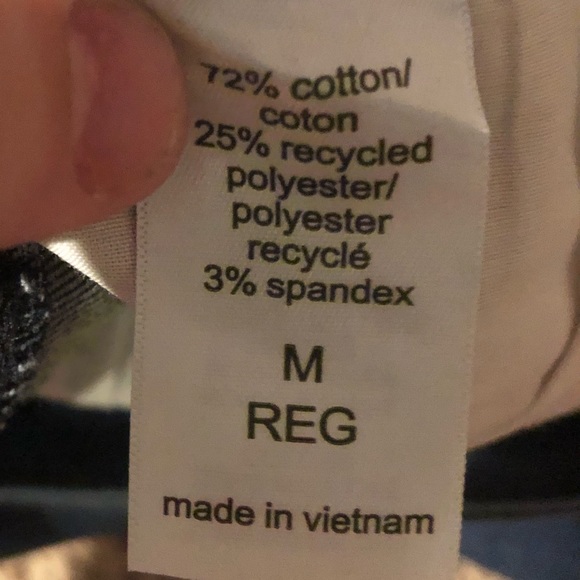 72% cotton/
coton
25% recycled
polyester/
polyester
recyclé
3% spandex
M
REG
made in vietnam